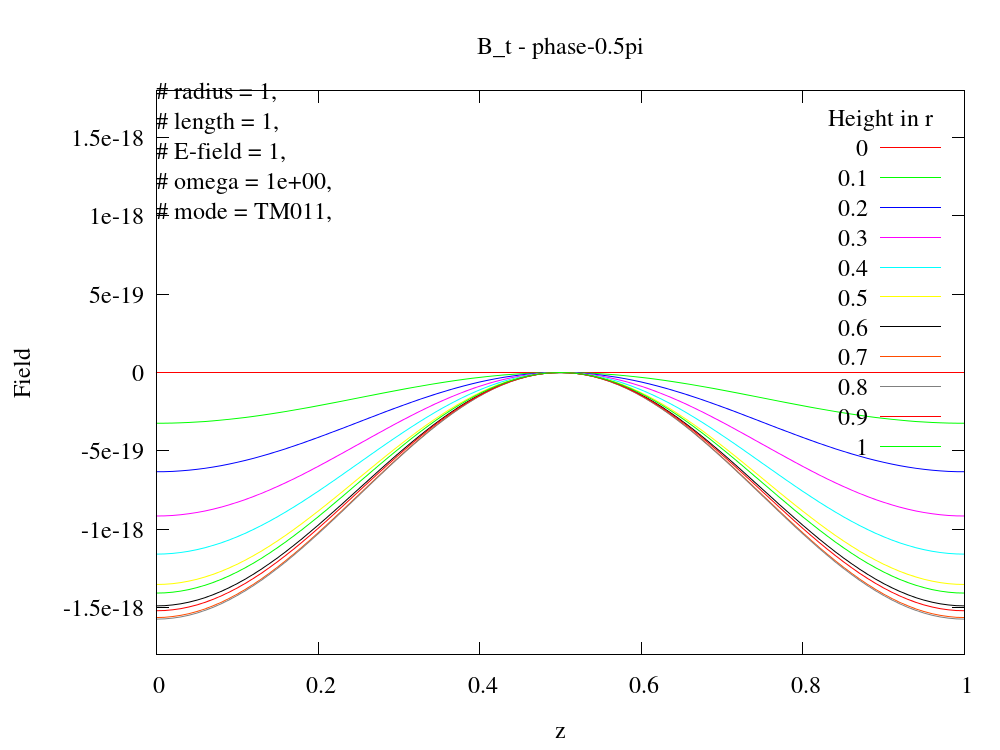 B_t - phase-0.5pi
# radius = 1,
# length = 1,
# E-field = 1,
# omega = 1e+00,
# mode = TM011,
Height in r
0
0.1
0.2
0.3
0.4
0.5
0.6
0.7
0.8
0.9
1
1.5e-18
1e-18
5e-19
0
-5e-19
-1e-18
-1.5e-18
Field
0 0.2 0.4 0.6 0.8 1
z